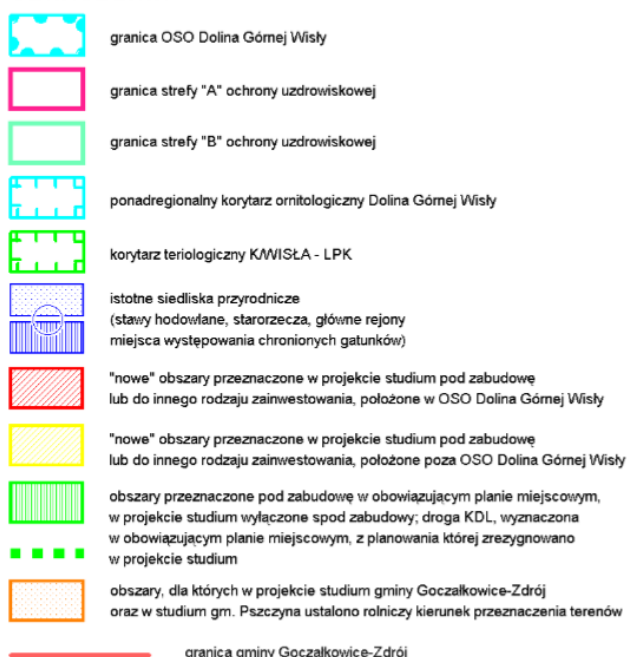 granica OSO Dolina Górnej Wisły
granica strefy "A" ochrony uzdrowiskowej
granica strefy "B" ochrony uzdrowiskowej
ponadregionalny korytarz ornitologiczny Dolina Górnej Wisły
korytarz teriologiczny K/WISŁA - LPK
istotne siedliska przyrodnicze
(stawy hodowlane, starorzecza, główne rejony
miejsca występowania chronionych gatunków)
"nowe" obszary przeznaczone w projekcie studium pod zabudowę
lub do innego rodzaju zainwestowania, położone w OSO Dolina Górnej Wisły
"nowe" obszary przeznaczone w projekcie studium pod zabudowę
lub do innego rodzaju zainwestowania, położone poza OSO Dolina Górnej Wisły
obszary przeznaczone pod zabudowę w obowiązującym planie miejscowym,
w projekcie studium wyłączone spod zabudowy; droga KDL, wyznaczona
w obowiązującym planie miejscowym, z planowania której zrezygnowano
w projekcie studium
obszary, dla których w projekcie studium gminy Goczałkowice-Zdrój
oraz w studium gm. Pszczyna ustalono rolniczy kierunek przeznaczenia terenów
granica gminy Goczałkowice-Zdrój